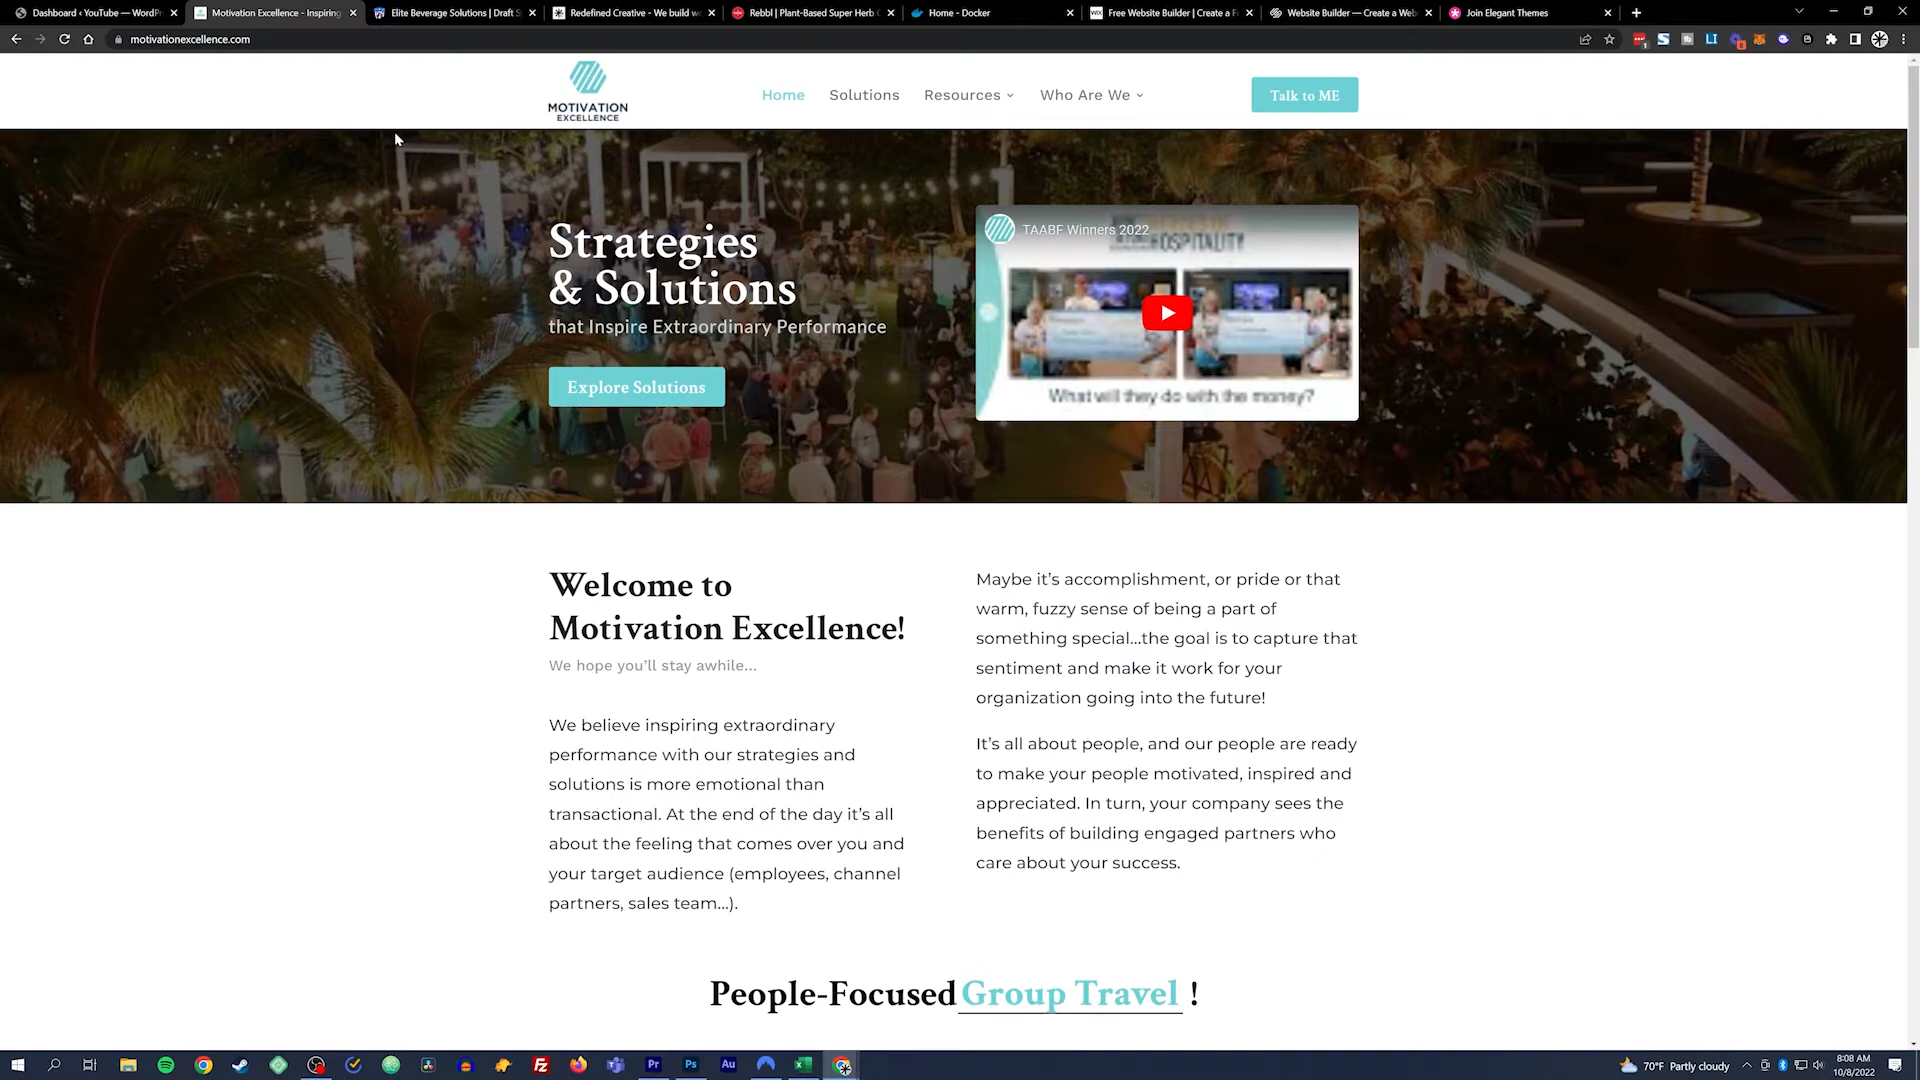 Dashboard ‹ YouTube — WordPr
Motivation Excellence - Inspiring
Elite Beverage Solutions | Draft S
Redefined Creative - We build w
Rebbl | Plant-Based Super Herb
Home - Docker
Free Website Builder | Create a F
Website Builder — Create a Web
Join Elegant Themes
motivationexcellence.com
MOTIVATION
EXCELLENCE
Home
Solutions
Resources
Who Are We
Talk to ME
Strategies
& Solutions
that Inspire Extraordinary Performance
Explore Solutions
TAABF Winners 2022
HOSPITALITY
What will they do with the money?
Welcome to
Motivation Excellence!
We hope you’ll stay awhile…
We believe inspiring extraordinary
performance with our strategies and
solutions is more emotional than
transactional. At the end of the day it’s all
about the feeling that comes over you and
your target audience (employees, channel
partners, sales team…).
Maybe it’s accomplishment, or pride or that
warm, fuzzy sense of being a part of
something special…the goal is to capture that
sentiment and make it work for your
organization going into the future!
It’s all about people, and our people are ready
to make your people motivated, inspired and
appreciated. In turn, your company sees the
benefits of building engaged partners who
care about your success.
People-Focused Group Travel !
70°F Partly cloudy
8:08 AM
10/8/2022